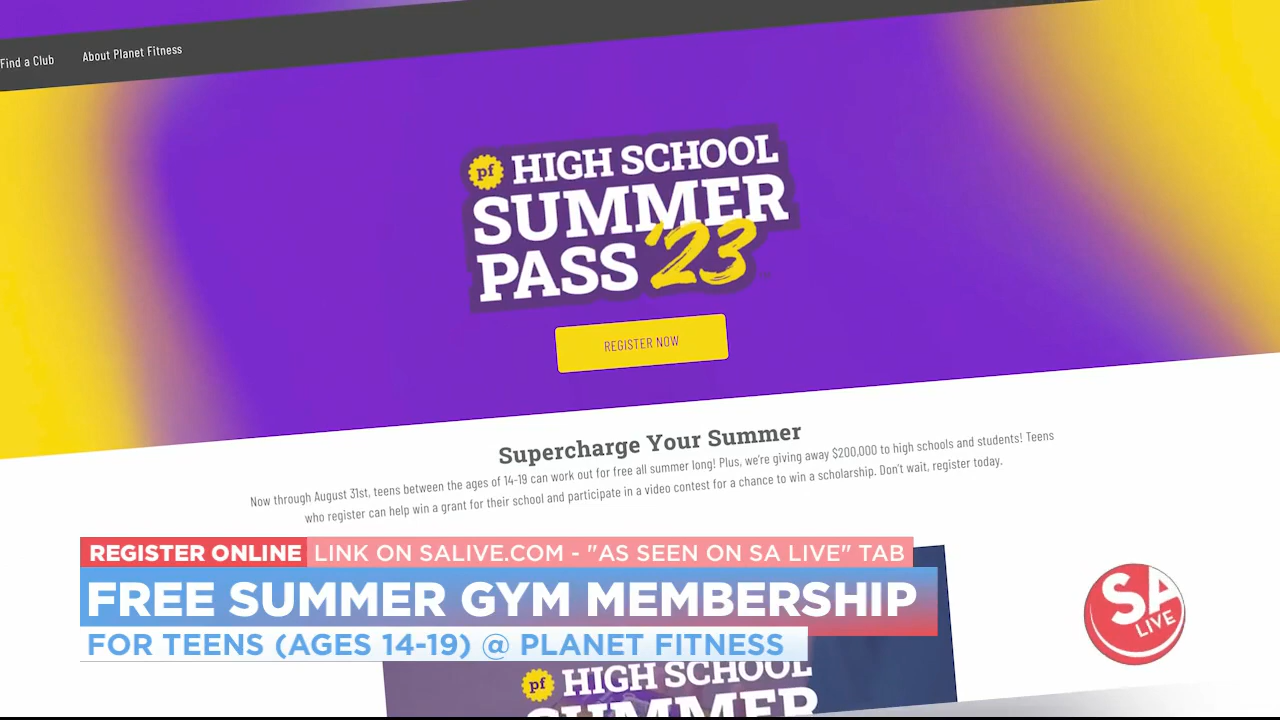 Find a Club About Planet Fitness
pf HIGH SCHOOL
SUMMER
PASS '23
REGISTER NOW
Supercharge Your Summer
Now through August 31st, teens between the ages of 14-19 can work out for free all summer long! Plus, we're giving away $200,000 to high schools and students! Teens
who register can help win a grant for their school and participate in a video contest for a chance to win a scholarship. Don't wait, register today.
REGISTER ONLINE LINK ON SALIVE.COM - "AS SEEN ON SA LIVE" TAB
FREE SUMMER GYM MEMBERSHIP
FOR TEENS (AGES 14-19) @ PLANET FITNESS
SA
LIVE
pf HIGH SCHOOL
SUMMER